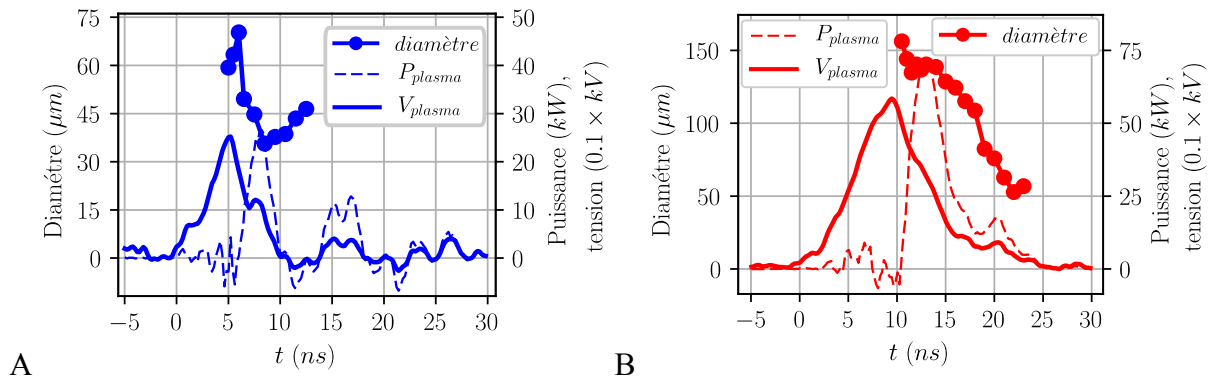 75
60
45
30
15
0
Diamétre (μm)
50
40
30
20
10
0
Puissance (kW),
tension (0.1 × kV)
diamètre
P_plasma
V_plasma
−5 0 5 10 15 20 25 30
t (ns)
A
150
100
50
0
Diamétre (μm)
75
50
25
0
Puissance (kW),
tension (0.1 × kV)
P_plasma
V_plasma
diamètre
−5 0 5 10 15 20 25 30
t (ns)
B